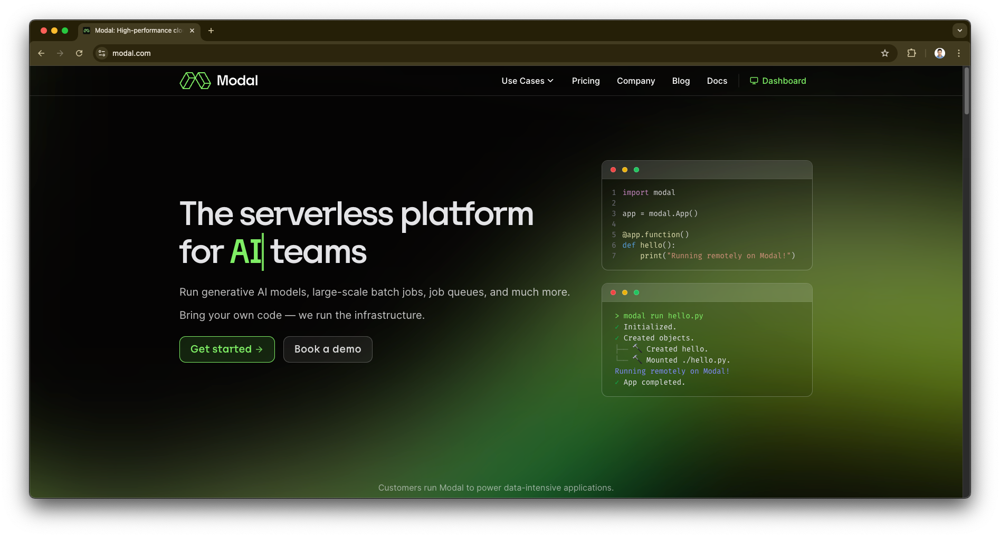 Modal: High-performance clo
modal.com
Modal
Use Cases Pricing Company Blog Docs Dashboard
The serverless platform
for AI teams
Run generative AI models, large-scale batch jobs, job queues, and much more.
Bring your own code — we run the infrastructure.
Get started →
Book a demo
1 import modal
2
3 app = modal.App()
4
5 @app.function()
6 def hello():
7     print("Running remotely on Modal!")
> modal run hello.py
✓ Initialized.
✓ Created objects.
├── 🔨 Created hello.
└── 🔨 Mounted ./hello.py.
Running remotely on Modal!
✓ App completed.
Customers run Modal to power data-intensive applications.